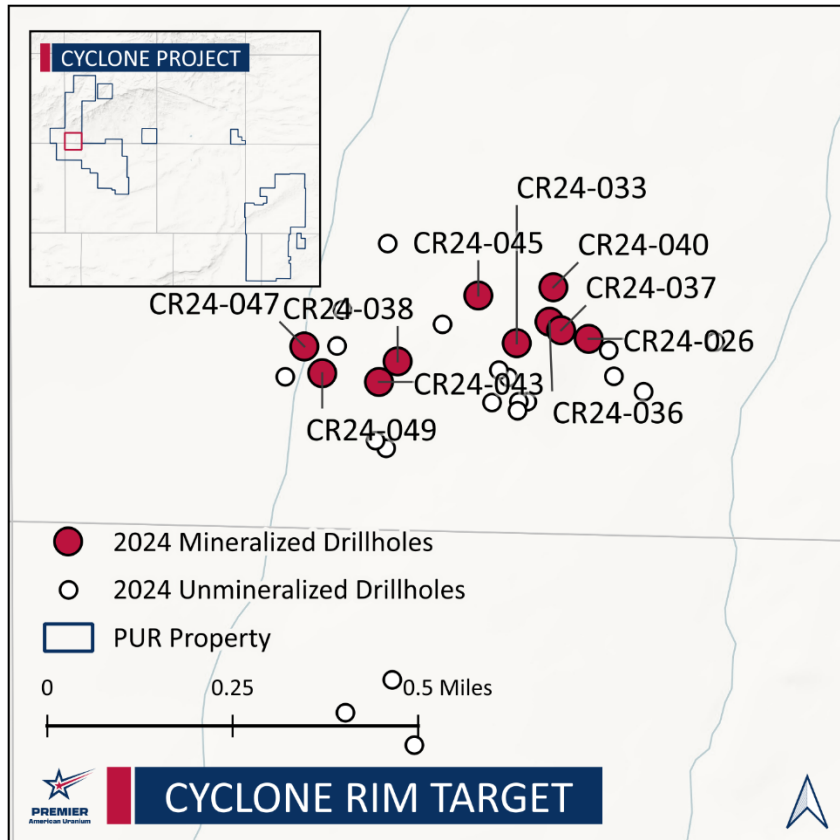 CYCLONE PROJECT
CR24-033
CR24-045
CR24-040
CR24-037
CR24-047
CR24-038
CR24-026
CR24-043
CR24-036
CR24-049
2024 Mineralized Drillholes
2024 Unmineralized Drillholes
PUR Property
0
0.25
0.5 Miles
PREMIER
American Uranium
CYCLONE RIM TARGET